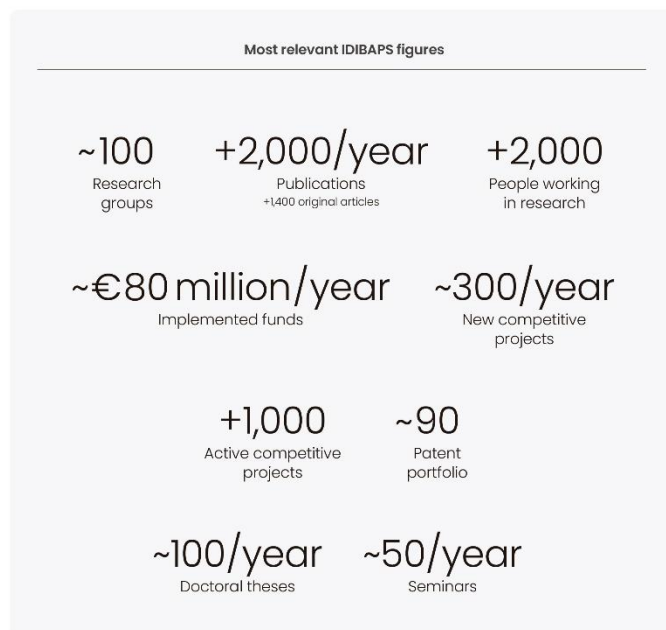 Most relevant IDIBAPS figures
~100
Research
groups
+2,000/year
Publications
+1,400 original articles
+2,000
People working
in research
~€80 million/year
Implemented funds
~300/year
New competitive
projects
+1,000
Active competitive
projects
~90
Patent
portfolio
~100/year
Doctoral theses
~50/year
Seminars